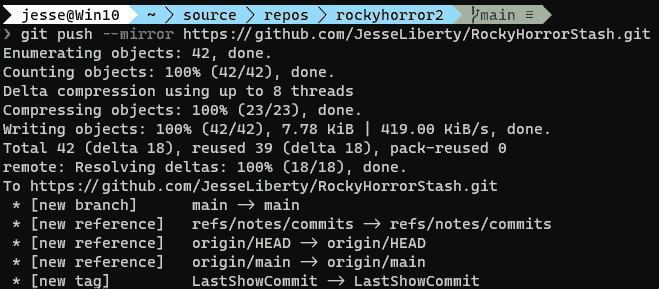 jesse@Win10 ~ source repos rockyhorror2 main ≡
❯ git push --mirror https://github.com/JesseLiberty/RockyHorrorStash.git
Enumerating objects: 42, done.
Counting objects: 100% (42/42), done.
Delta compression using up to 8 threads
Compressing objects: 100% (23/23), done.
Writing objects: 100% (42/42), 7.78 KiB | 419.00 KiB/s, done.
Total 42 (delta 18), reused 39 (delta 18), pack-reused 0
remote: Resolving deltas: 100% (18/18), done.
To https://github.com/JesseLiberty/RockyHorrorStash.git
* [new branch] main -> main
* [new reference] refs/notes/commits -> refs/notes/commits
* [new reference] origin/HEAD -> origin/HEAD
* [new reference] origin/main -> origin/main
* [new tag] LastShowCommit -> LastShowCommit